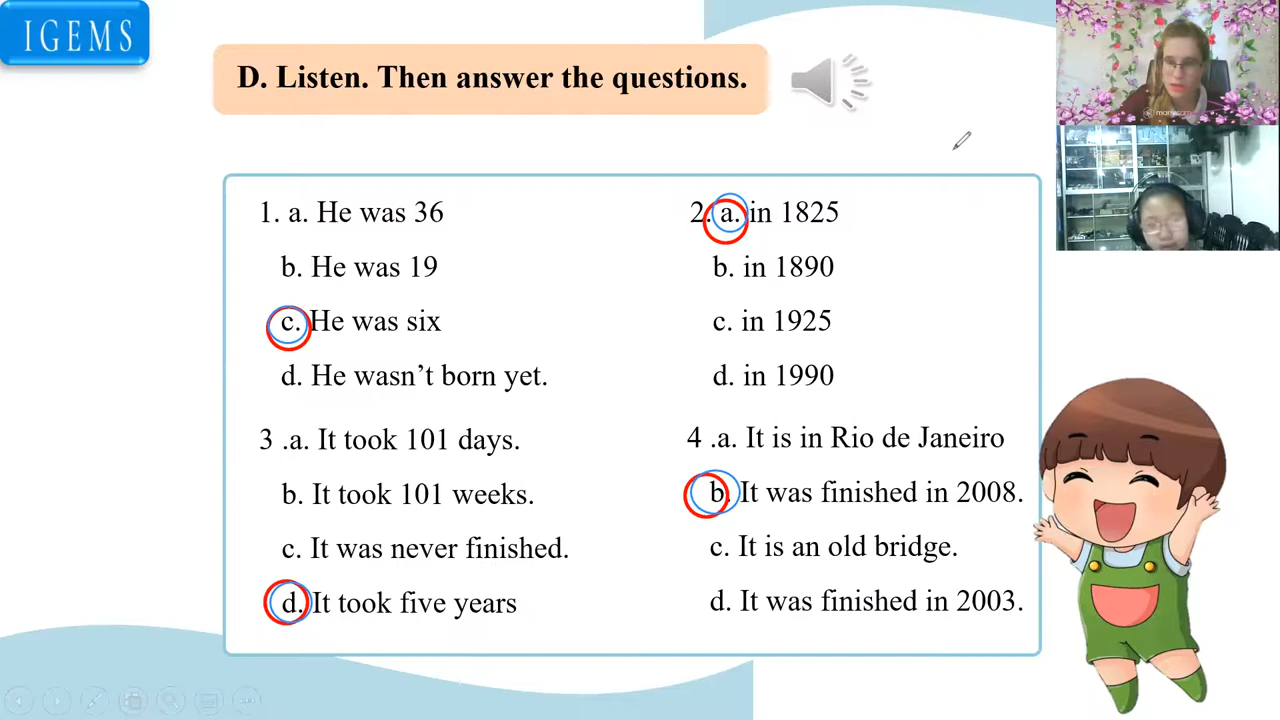 IGEMS
D. Listen. Then answer the questions.
1. a. He was 36
b. He was 19
c. He was six
d. He wasn't born yet.
2. a. in 1825
b. in 1890
c. in 1925
d. in 1990
3 .a. It took 101 days.
b. It took 101 weeks.
c. It was never finished.
d. It took five years
4 .a. It is in Rio de Janeiro
b. It was finished in 2008.
c. It is an old bridge.
d. It was finished in 2003.